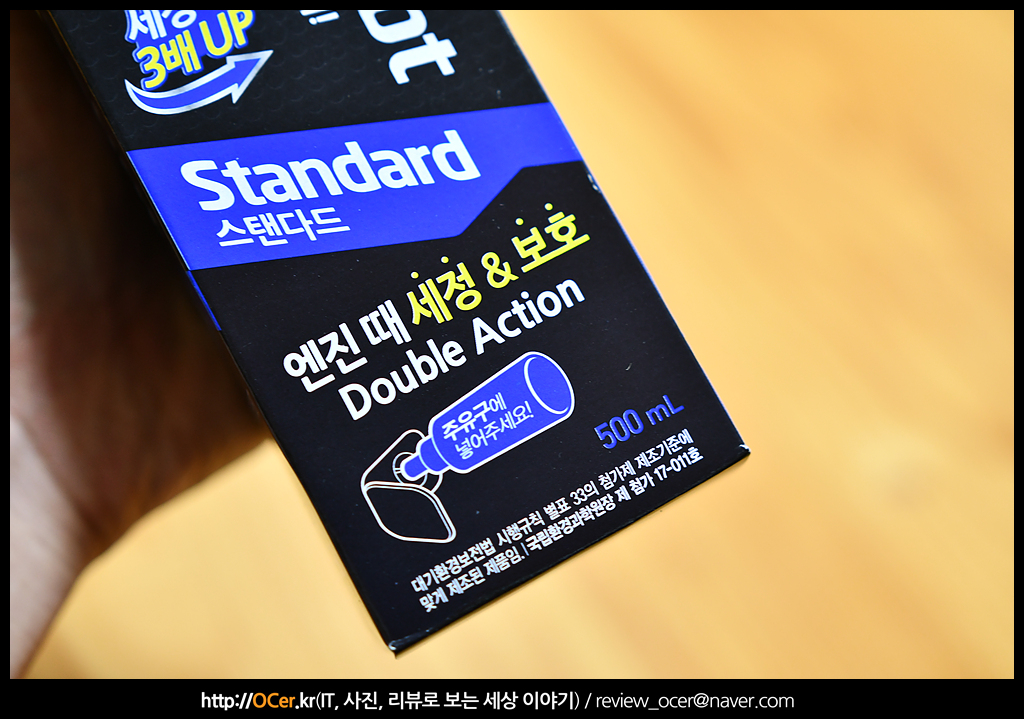 3배 UP
Standard
스탠다드
엔진 때 세정 & 보호
Double Action
주유구에
넣어주세요!
500 mL
대기환경보전법 시행규칙 별표 33의 첨가제 제조기준에
맞게 제조된 제품임. | 국립환경과학원장 제 첨가 17-011호
http://OCer.kr(IT, 사진, 리뷰로 보는 세상 이야기) / review_ocer@naver.com